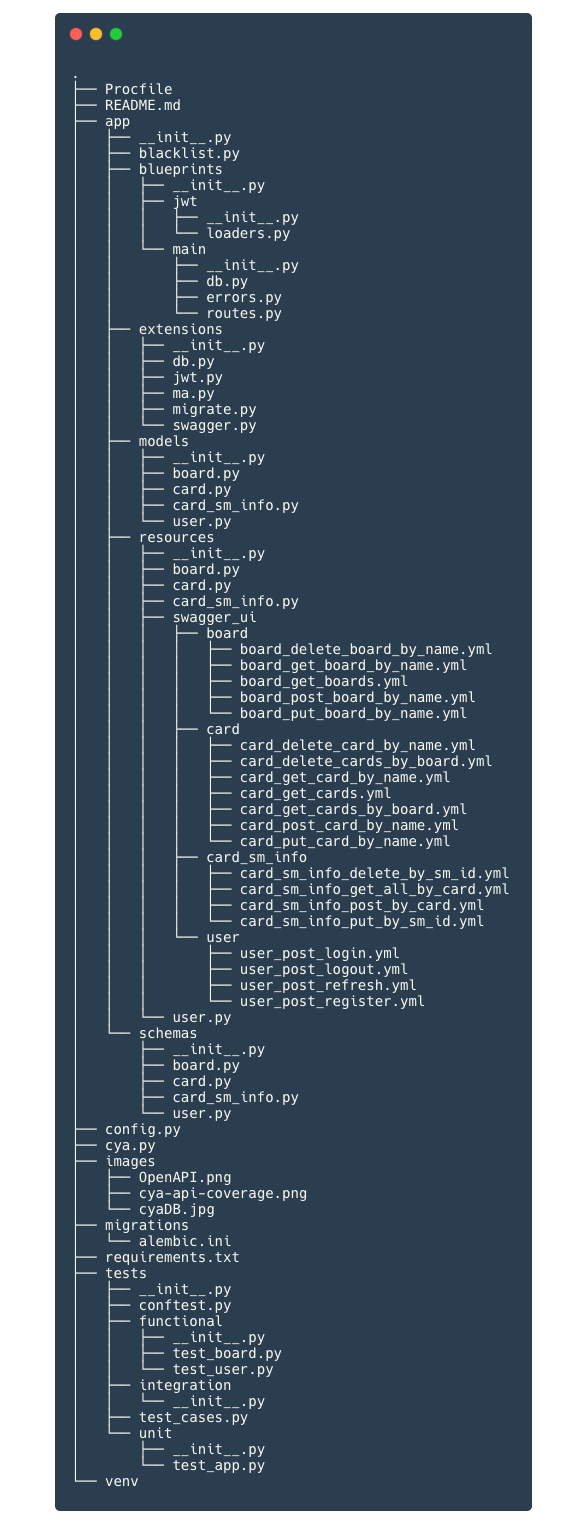 .
├── Procfile
├── README.md
├── app
│   ├── __init__.py
│   ├── blacklist.py
│   ├── blueprints
│   │   ├── __init__.py
│   │   ├── jwt
│   │   │   ├── __init__.py
│   │   │   └── loaders.py
│   │   └── main
│   │       ├── __init__.py
│   │       ├── db.py
│   │       ├── errors.py
│   │       └── routes.py
│   ├── extensions
│   │   ├── __init__.py
│   │   ├── db.py
│   │   ├── jwt.py
│   │   ├── ma.py
│   │   ├── migrate.py
│   │   └── swagger.py
│   ├── models
│   │   ├── __init__.py
│   │   ├── board.py
│   │   ├── card.py
│   │   ├── card_sm_info.py
│   │   └── user.py
│   ├── resources
│   │   ├── __init__.py
│   │   ├── board.py
│   │   ├── card.py
│   │   ├── card_sm_info.py
│   │   ├── swagger_ui
│   │   │   ├── board
│   │   │   │   ├── board_delete_board_by_name.yml
│   │   │   │   ├── board_get_board_by_name.yml
│   │   │   │   ├── board_get_boards.yml
│   │   │   │   ├── board_post_board_by_name.yml
│   │   │   │   └── board_put_board_by_name.yml
│   │   │   ├── card
│   │   │   │   ├── card_delete_card_by_name.yml
│   │   │   │   ├── card_delete_cards_by_board.yml
│   │   │   │   ├── card_get_card_by_name.yml
│   │   │   │   ├── card_get_cards.yml
│   │   │   │   ├── card_get_cards_by_board.yml
│   │   │   │   ├── card_post_card_by_name.yml
│   │   │   │   └── card_put_card_by_name.yml
│   │   │   ├── card_sm_info
│   │   │   │   ├── card_sm_info_delete_by_sm_id.yml
│   │   │   │   ├── card_sm_info_get_all_by_card.yml
│   │   │   │   ├── card_sm_info_post_by_card.yml
│   │   │   │   └── card_sm_info_put_by_sm_id.yml
│   │   │   └── user
│   │   │       ├── user_post_login.yml
│   │   │       ├── user_post_logout.yml
│   │   │       ├── user_post_refresh.yml
│   │   │       └── user_post_register.yml
│   │   └── user.py
│   └── schemas
│       ├── __init__.py
│       ├── board.py
│       ├── card.py
│       ├── card_sm_info.py
│       └── user.py
├── config.py
├── cya.py
├── images
│   ├── OpenAPI.png
│   ├── cya-api-coverage.png
│   └── cyaDB.jpg
├── migrations
│   └── alembic.ini
├── requirements.txt
├── tests
│   ├── __init__.py
│   ├── conftest.py
│   ├── functional
│   │   ├── __init__.py
│   │   ├── test_board.py
│   │   └── test_user.py
│   ├── integration
│   │   └── __init__.py
│   ├── test_cases.py
│   └── unit
│       ├── __init__.py
│       └── test_app.py
└── venv